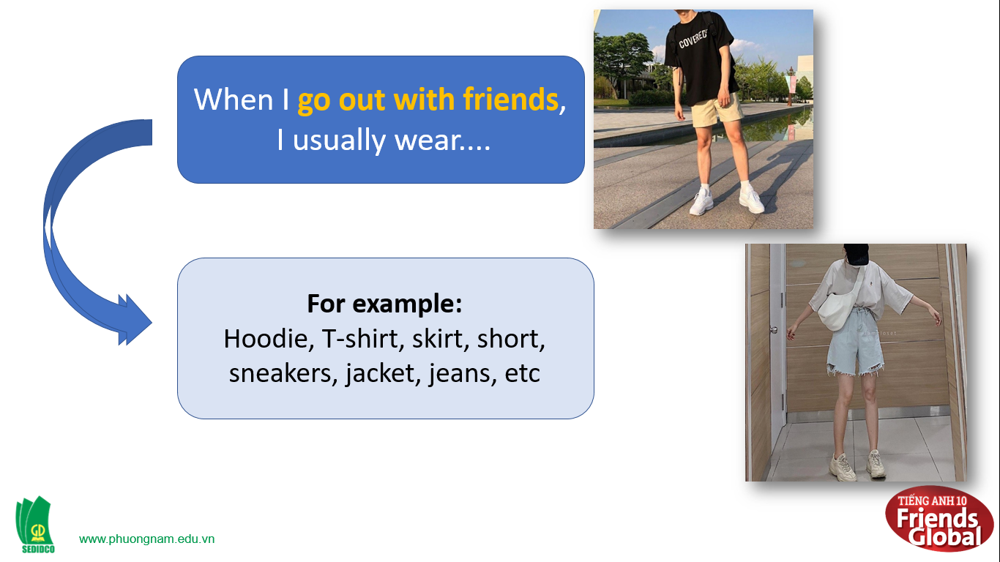 When I go out with friends,
I usually wear....
COVERED
For example:
Hoodie, T-shirt, skirt, short,
sneakers, jacket, jeans, etc
GD
SEDIDCO
www.phuongnam.edu.vn
TIẾNG ANH 10
Friends
Global